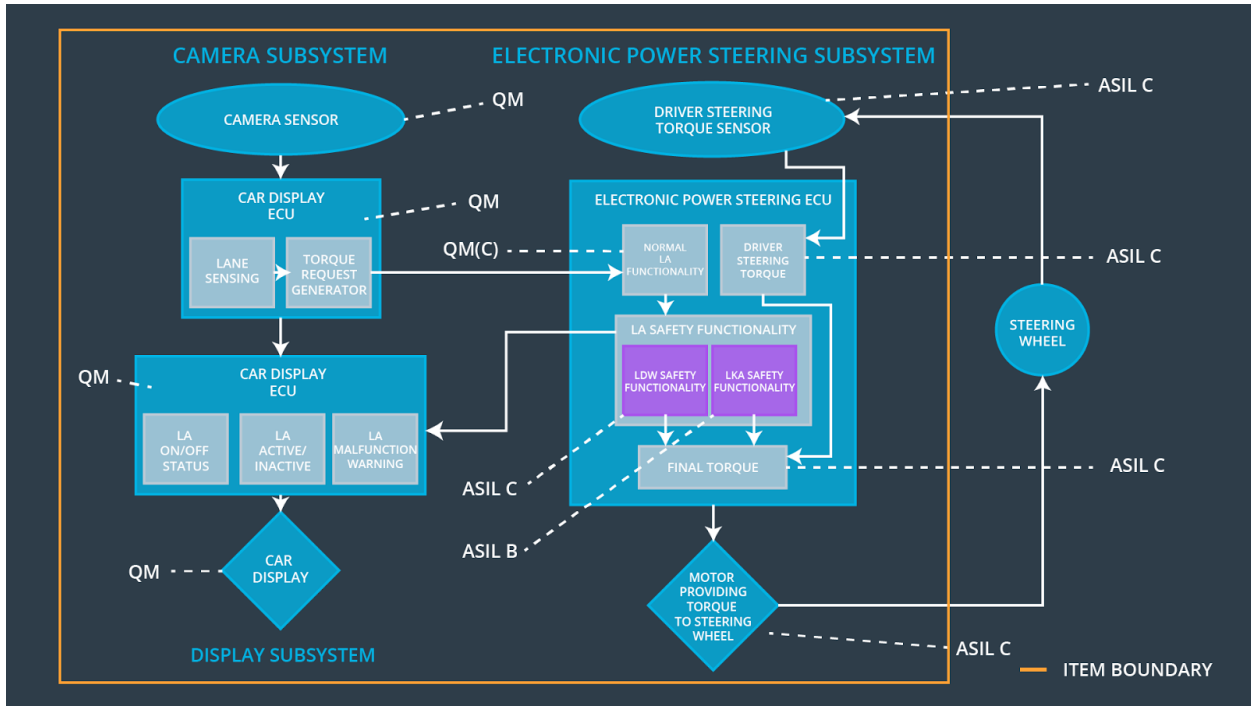 CAMERA SUBSYSTEM
ELECTRONIC POWER STEERING SUBSYSTEM
CAMERA SENSOR
QM
DRIVER STEERING
TORQUE SENSOR
ASIL C
CAR DISPLAY
ECU
QM
LANE
SENSING
TORQUE
REQUEST
GENERATOR
ELECTRONIC POWER STEERING ECU
QM(C)
NORMAL
LA
FUNCTIONALITY
DRIVER
STEERING
TORQUE
ASIL C
LA SAFETY FUNCTIONALITY
LDW SAFETY
FUNCTIONALITY
LKA SAFETY
FUNCTIONALITY
STEERING
WHEEL
CAR DISPLAY
ECU
QM
LA
ON/OFF
STATUS
LA
ACTIVE/
INACTIVE
LA
MALFUNCTION
WARNING
FINAL TORQUE
ASIL C
ASIL C
ASIL B
CAR
DISPLAY
QM
MOTOR
PROVIDING
TORQUE
TO STEERING
WHEEL
ASIL C
DISPLAY SUBSYSTEM
ITEM BOUNDARY